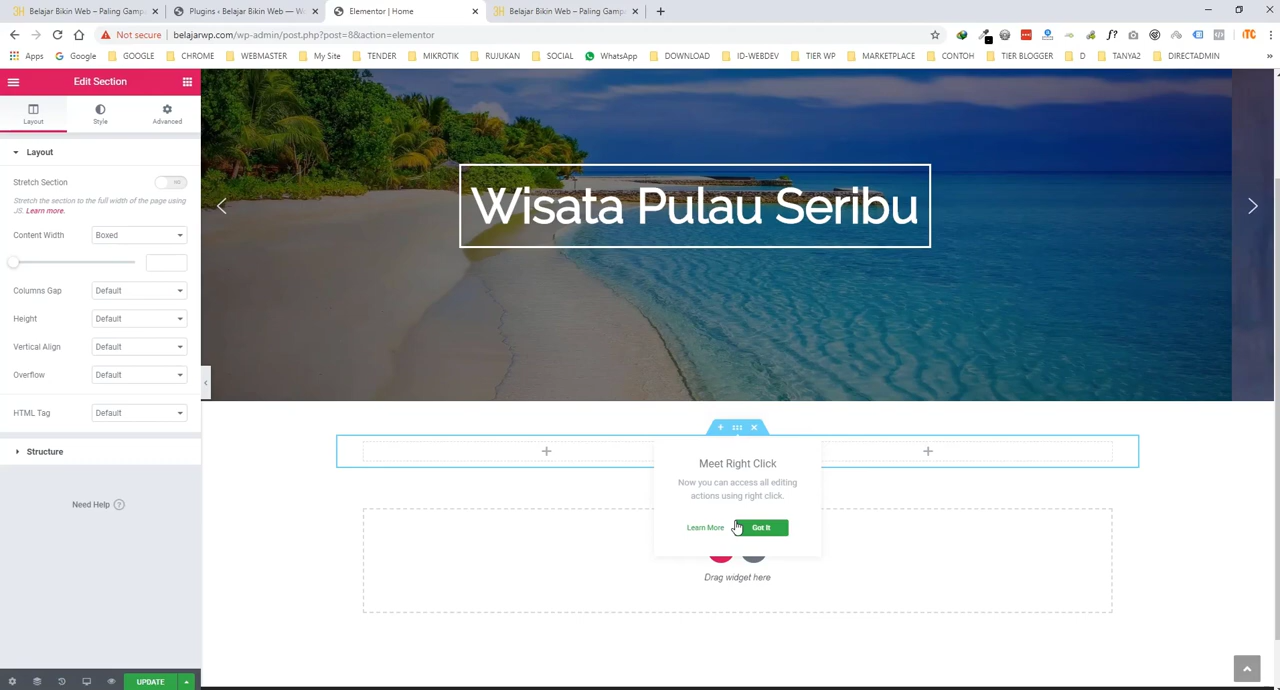 Belajar Bikin Web – Paling Gamp
Plugins ‹ Belajar Bikin Web — Wo
Elementor | Home
Belajar Bikin Web – Paling Gamp
Not secure
belajarwp.com/wp-admin/post.php?post=8&action=elementor
Apps
Google
GOOGLE
CHROME
WEBMASTER
My Site
TENDER
MIKROTIK
RUJUKAN
SOCIAL
WhatsApp
DOWNLOAD
ID-WEBDEV
TIER WP
MARKETPLACE
CONTOH
TIER BLOGGER
D
TANYA2
DIRECTADMIN
Edit Section
Layout
Style
Advanced
Layout
Stretch Section
NO
Stretch the section to the full width of the page using
JS. Learn more.
Content Width
Boxed
Columns Gap
Default
Height
Default
Vertical Align
Default
Overflow
Default
HTML Tag
Default
Structure
Need Help
UPDATE
Wisata Pulau Seribu
Meet Right Click
Now you can access all editing
actions using right click.
Learn More
Got It
Drag widget here